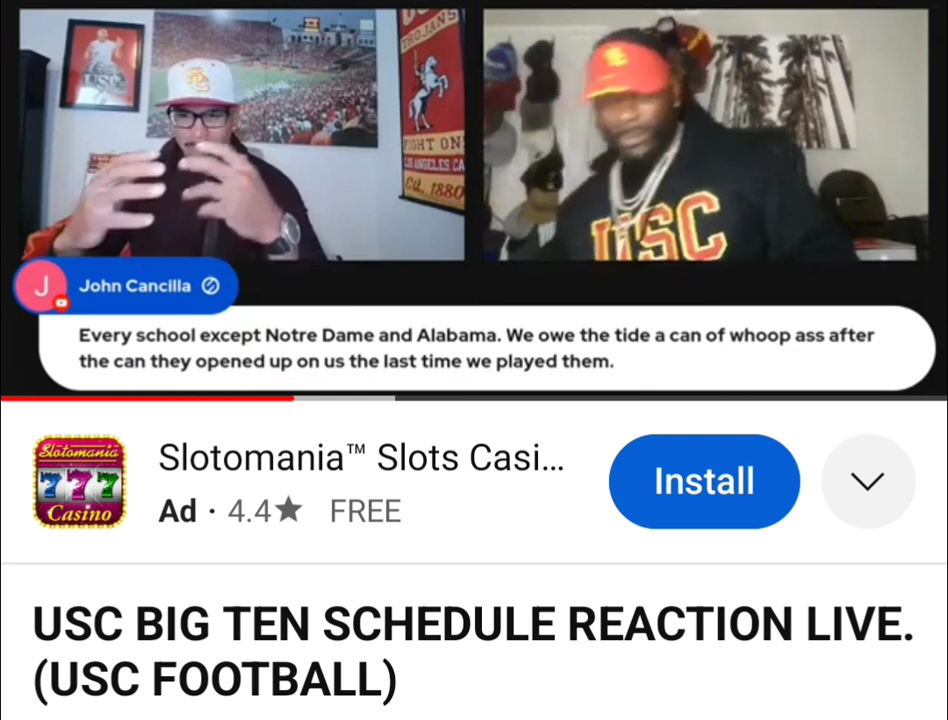 USC
SC
TROJANS
FIGHT ON
LOS ANGELES CA
Est. 1880
USC
J
John Cancilla
Every school except Notre Dame and Alabama. We owe the tide a can of whoop ass after
the can they opened up on us the last time we played them.
Slotomania
777
Casino
Slotomania™ Slots Casi...
Ad · 4.4★ FREE
Install
USC BIG TEN SCHEDULE REACTION LIVE.
(USC FOOTBALL)